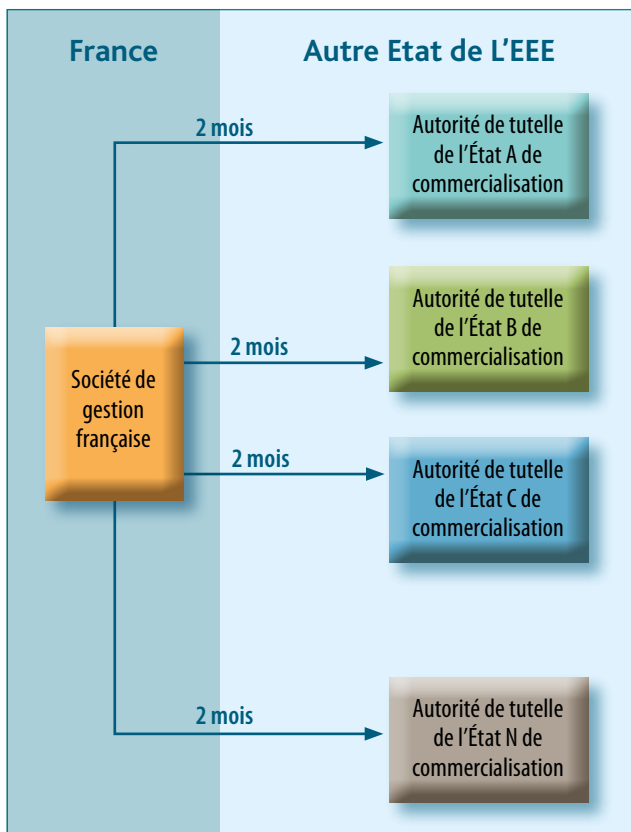 France
Autre Etat de L'EEE
2 mois
Autorité de tutelle
de l’État A de
commercialisation
Autorité de tutelle
de l’État B de
commercialisation
2 mois
Société de
gestion
française
2 mois
Autorité de tutelle
de l’État C de
commercialisation
2 mois
Autorité de tutelle
de l’État N de
commercialisation